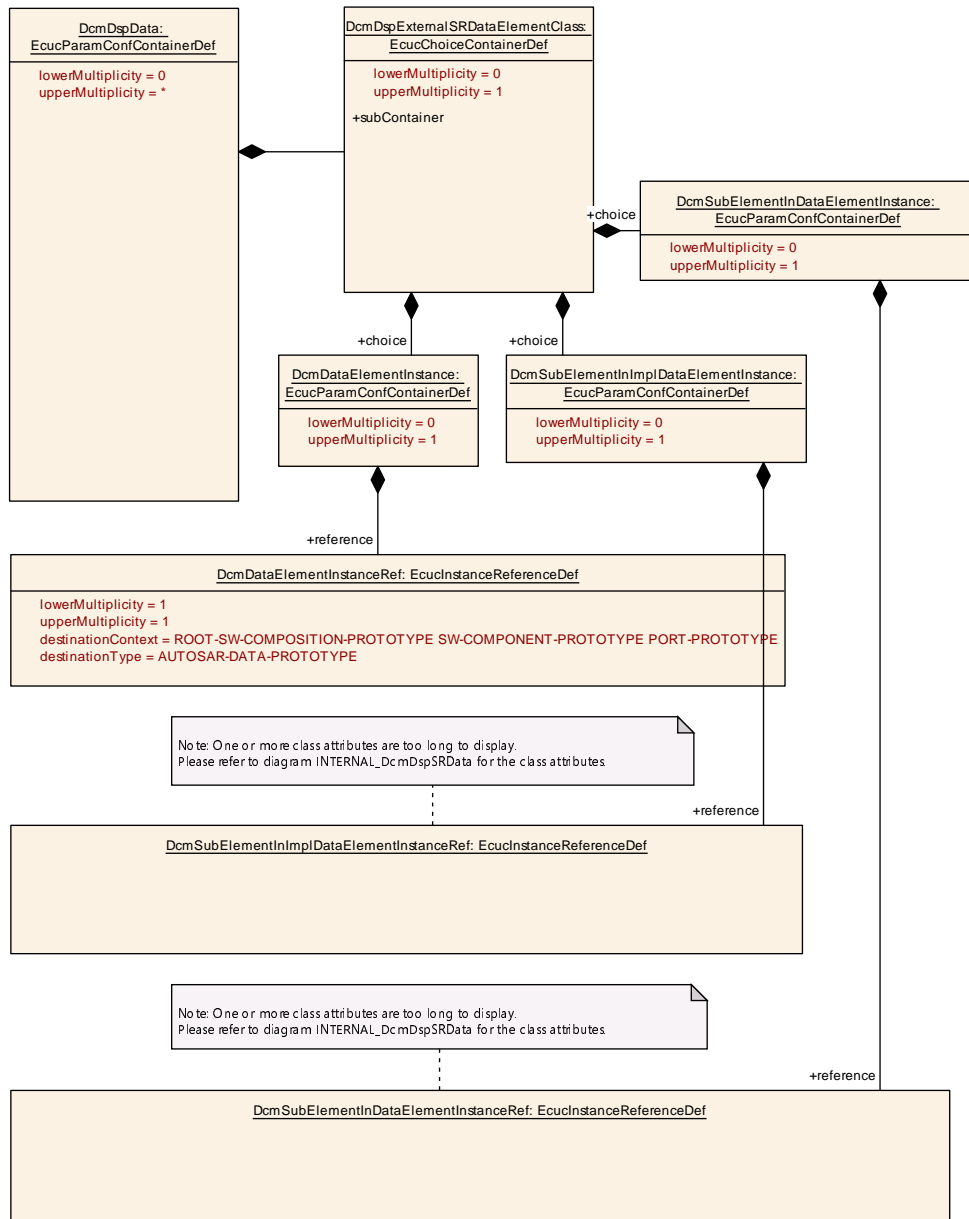 DcmDspData:
EcucParamConfContainerDef
lowerMultiplicity = 0
upperMultiplicity = *
DcmDspExternalSRDataElementClass:
EcucChoiceContainerDef
lowerMultiplicity = 0
upperMultiplicity = 1
+subContainer
+choice
DcmSubElementInDataElementInstance:
EcucParamConfContainerDef
lowerMultiplicity = 0
upperMultiplicity = 1
+choice
+choice
DcmDataElementInstance:
EcucParamConfContainerDef
lowerMultiplicity = 0
upperMultiplicity = 1
DcmSubElementInImplDataElementInstance:
EcucParamConfContainerDef
lowerMultiplicity = 0
upperMultiplicity = 1
+reference
DcmDataElementInstanceRef: EcucInstanceReferenceDef
lowerMultiplicity = 1
upperMultiplicity = 1
destinationContext = ROOT-SW-COMPOSITION-PROTOTYPE SW-COMPONENT-PROTOTYPE PORT-PROTOTYPE
destinationType = AUTOSAR-DATA-PROTOTYPE
Note: One or more class attributes are too long to display.
Please refer to diagram INTERNAL_DcmDspSRData for the class attributes.
+reference
DcmSubElementInImplDataElementInstanceRef: EcucInstanceReferenceDef
Note: One or more class attributes are too long to display.
Please refer to diagram INTERNAL_DcmDspSRData for the class attributes.
+reference
DcmSubElementInDataElementInstanceRef: EcucInstanceReferenceDef